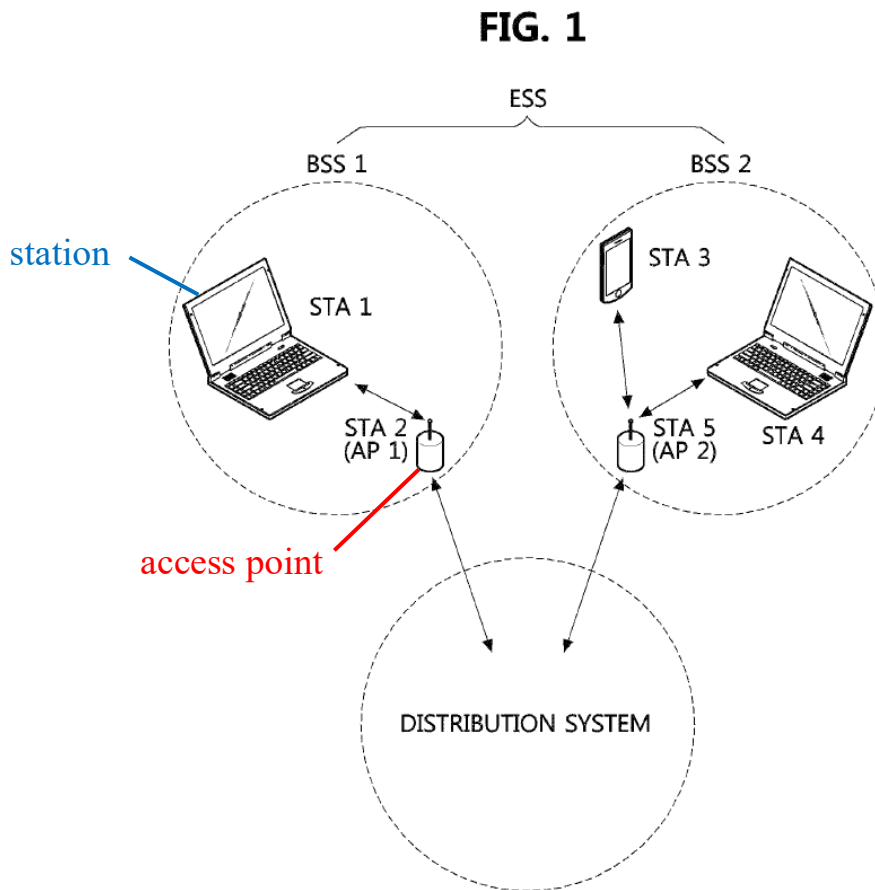 FIG. 1
ESS
BSS 1
BSS 2
station
STA 1
STA 3
STA 2
(AP 1)
STA 5
(AP 2)
STA 4
access point
DISTRIBUTION SYSTEM